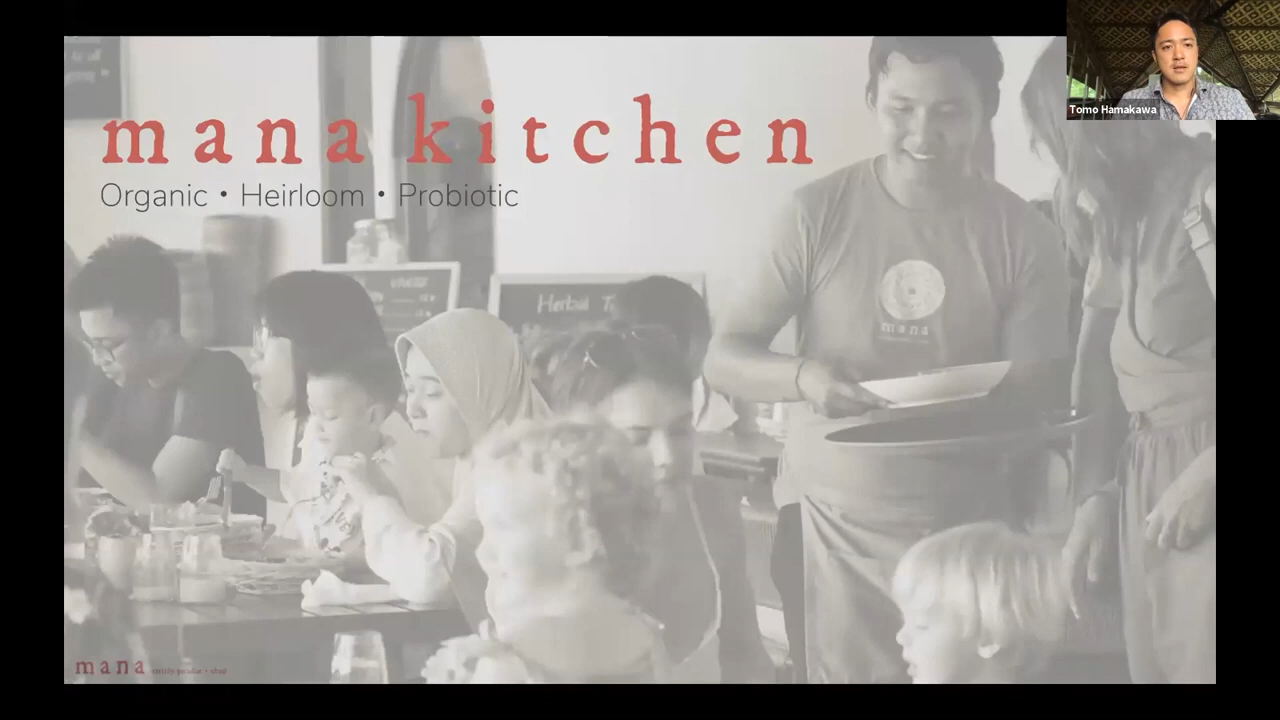 mana kitchen
Organic • Heirloom • Probiotic
Tomo Hamakawa
Herbal
mana
mana